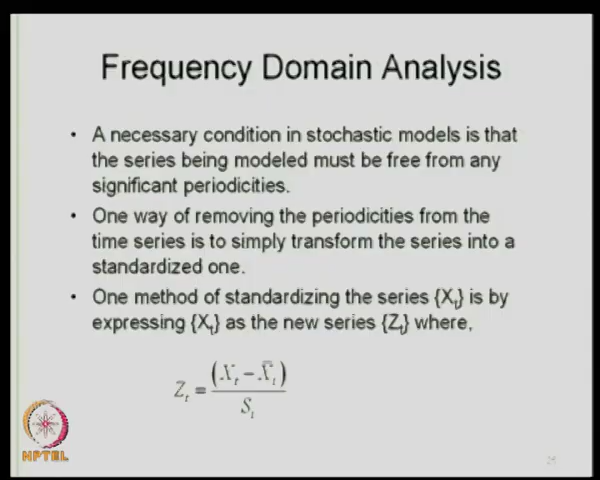 Frequency Domain Analysis
• A necessary condition in stochastic models is that
the series being modeled must be free from any
significant periodicities.
• One way of removing the periodicities from the
time series is to simply transform the series into a
standardized one.
• One method of standardizing the series {Xₜ} is by
expressing {Xₜ} as the new series {Zₜ} where,
Zₜ = (Xₜ − X̄ₜ) / Sₜ
NPTEL